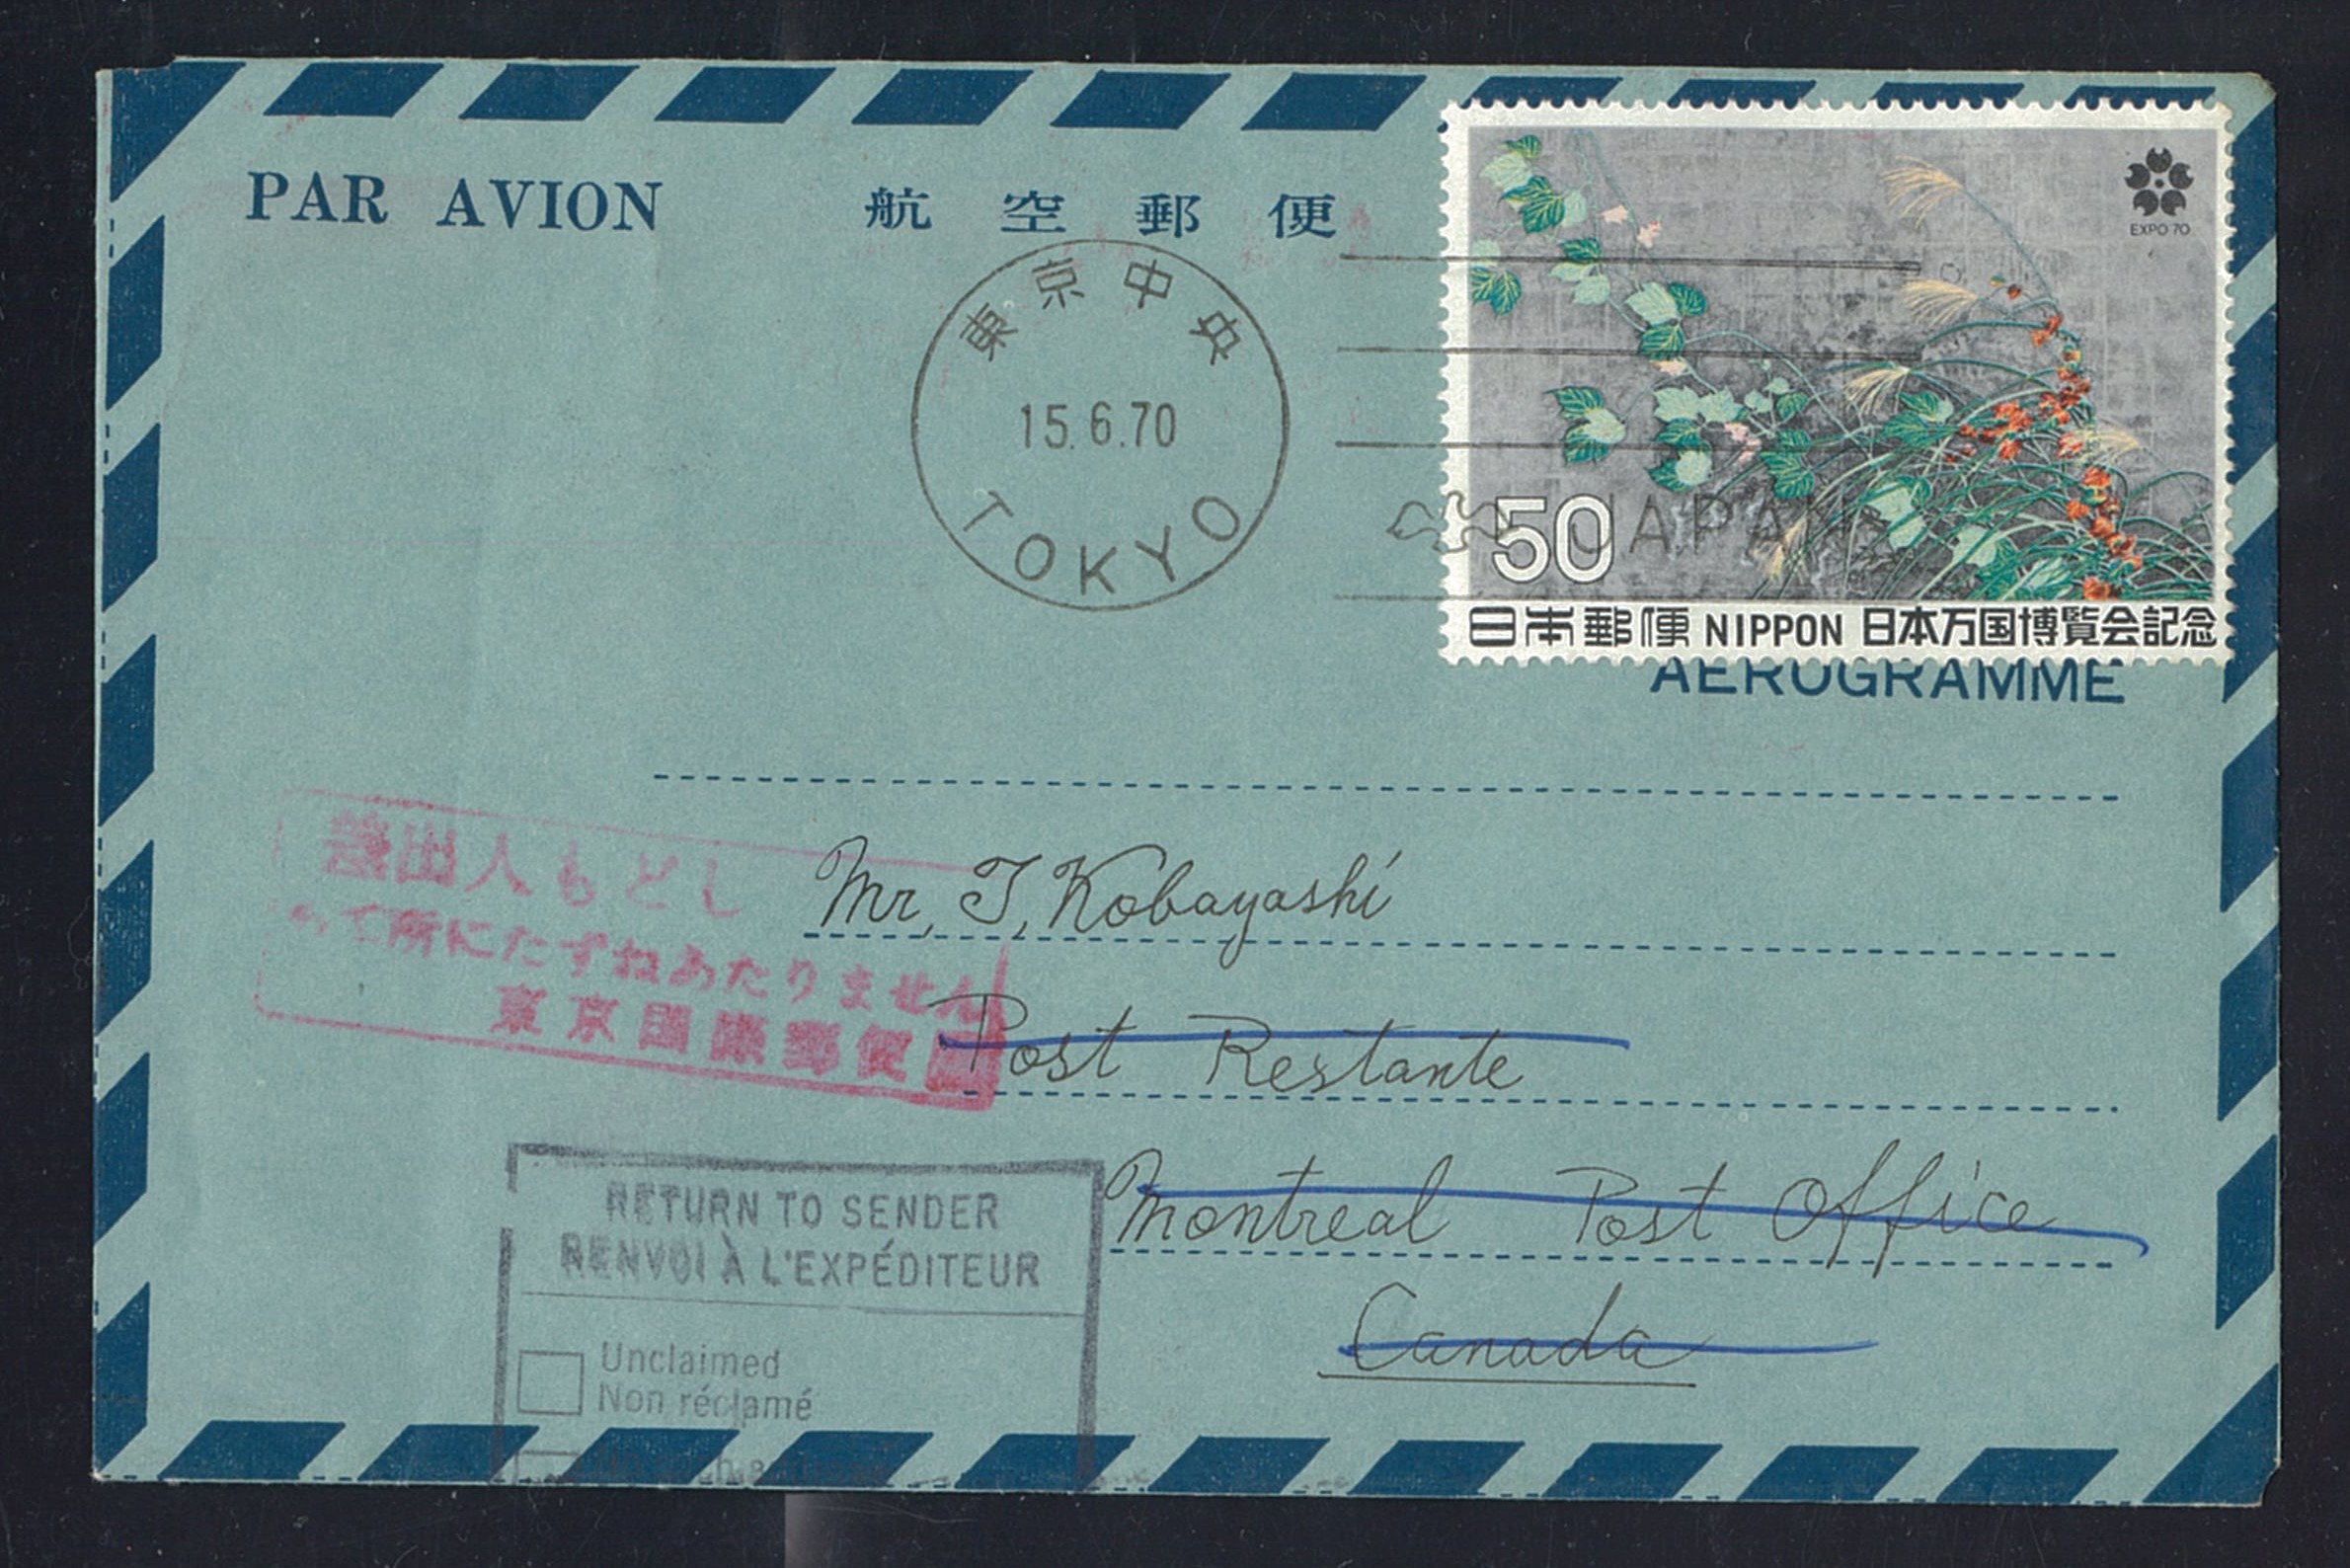 PAR AVION 航空郵便
EXPO 70
東京中央
15.6.70
TOKYO
JAPAN
50
日本郵便 NIPPON 日本万国博覧会記念
AEROGRAMME
差出人もどし
あて所にたずねあたりません
東京国際郵便局
Mr, T, Kobayashi
Post Restante
Montreal Post Office
Canada
RETURN TO SENDER
RENVOI À L'EXPÉDITEUR
Unclaimed
Non réclamé